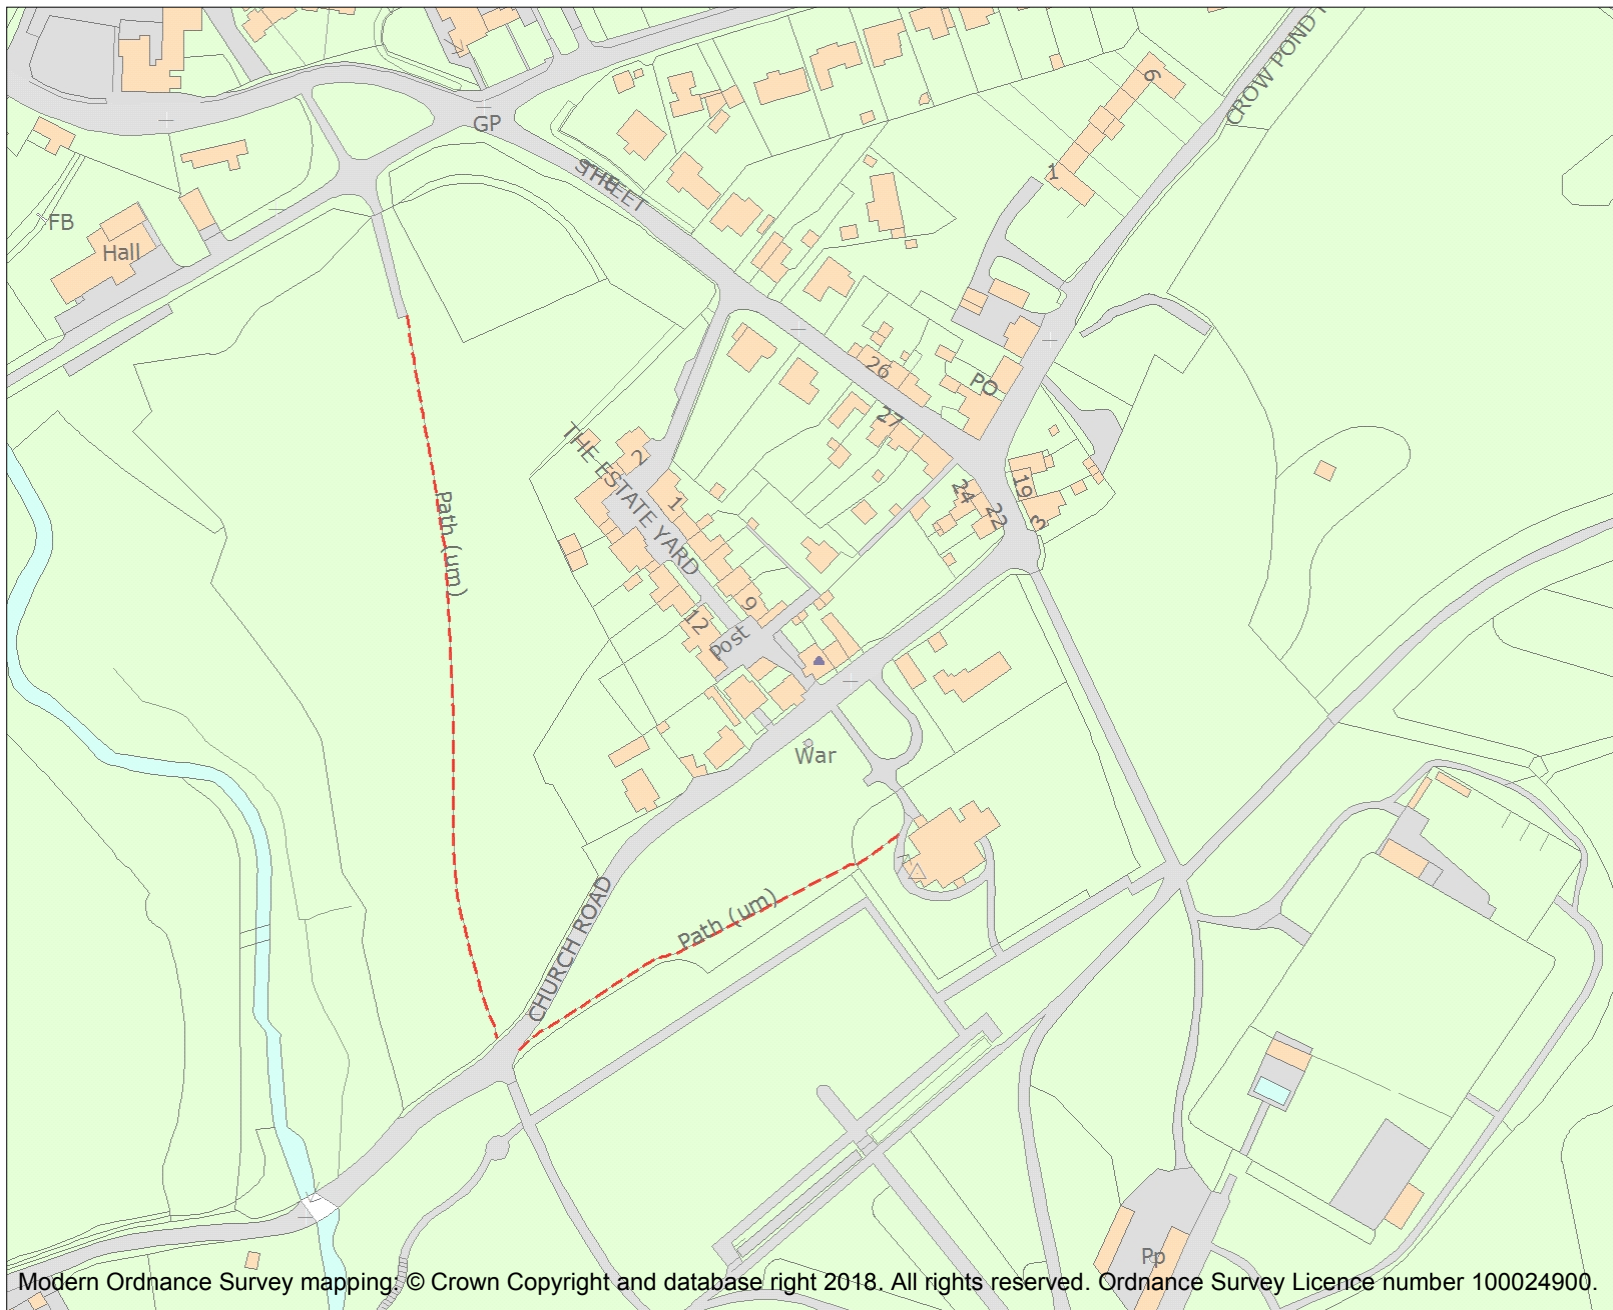 6
CROW POND
GP
THE
STREET
1
FB
Hall
26
PO
27
THE ESTATE YARD
2
1
24
22
19
3
Path (um)
9
12
Post
War
CHURCH ROAD
Path (um)
Pp
Modern Ordnance Survey mapping: © Crown Copyright and database right 2018. All rights reserved. Ordnance Survey Licence number 100024900.